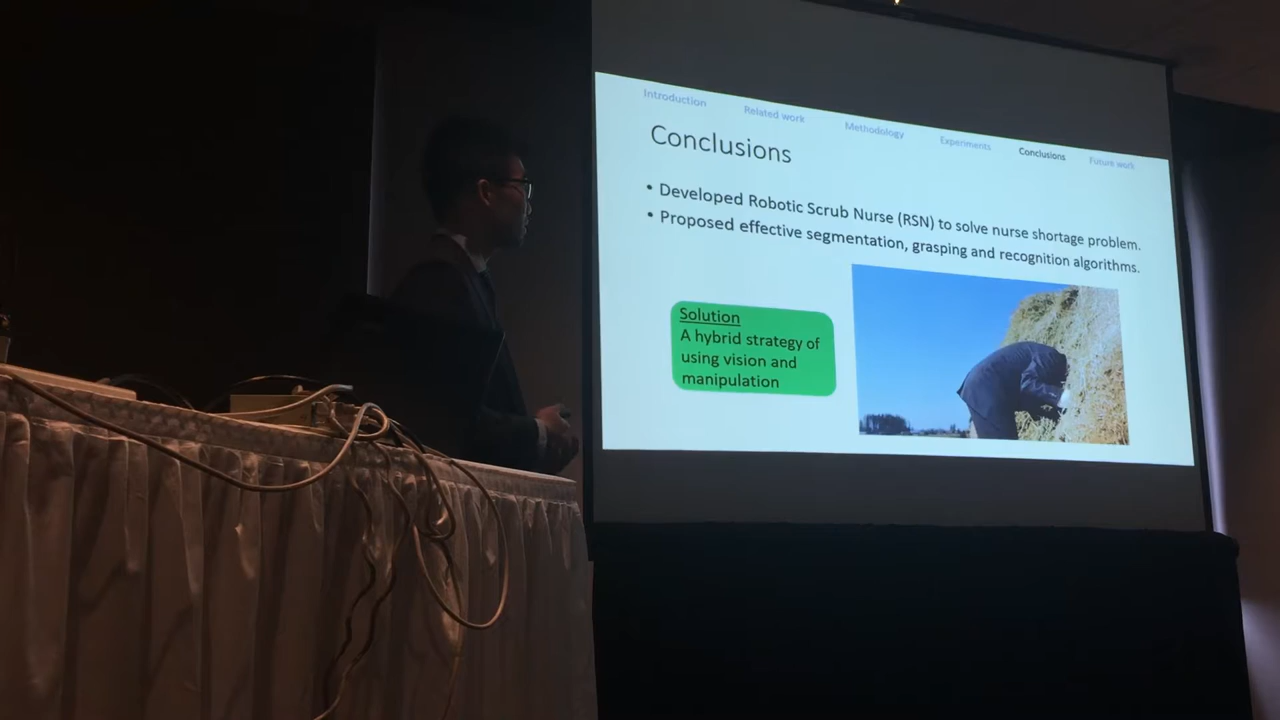 Introduction
Related work
Methodology
Experiments
Conclusions
Future work
Conclusions
• Developed Robotic Scrub Nurse (RSN) to solve nurse shortage problem.
• Proposed effective segmentation, grasping and recognition algorithms.
Solution
A hybrid strategy of
using vision and
manipulation